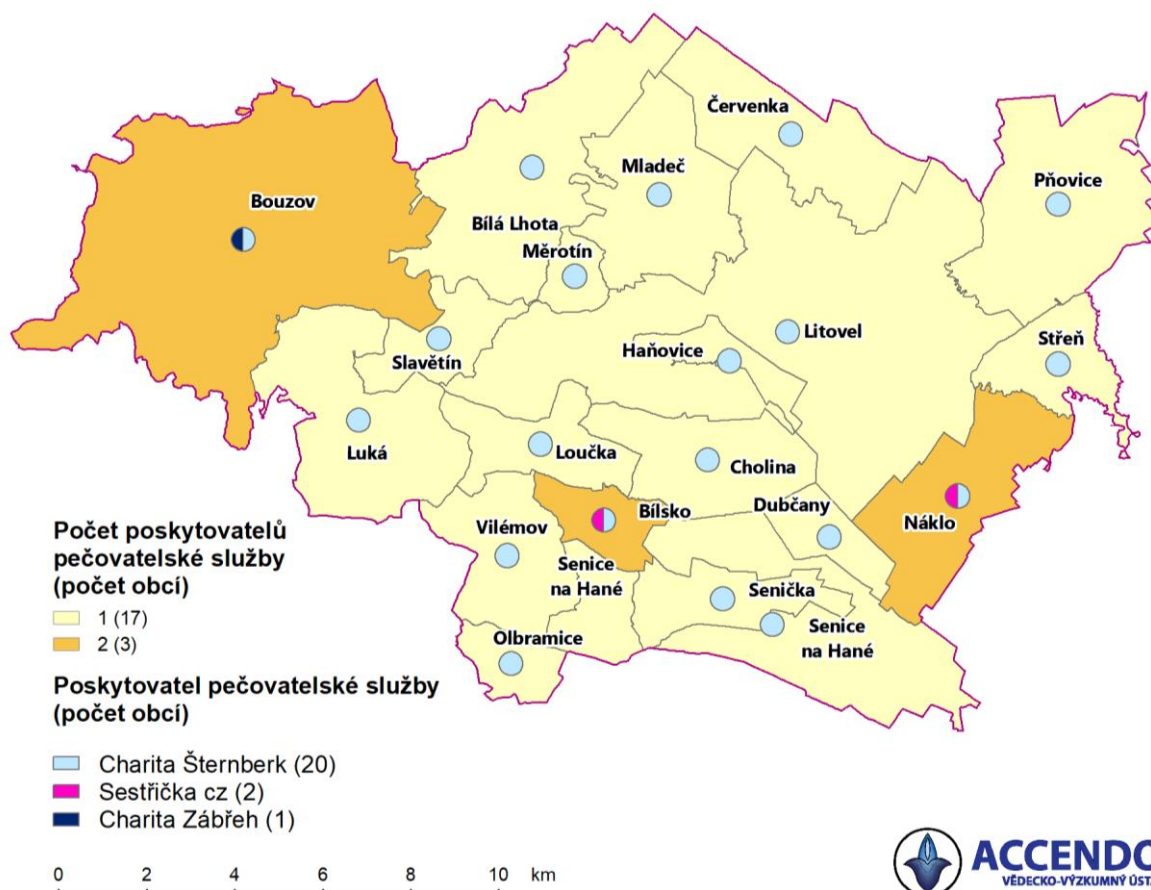 Červenka
Mladeč
Pňovice
Bouzov
Bílá Lhota
Měrotín
Litovel
Střeň
Haňovice
Slavětín
Luká
Loučka
Cholina
Dubčany
Bílsko
Náklo
Vilémov
Senice
na Hané
Senička
Senice
na Hané
Olbramice
Počet poskytovatelů
pečovatelské služby
(počet obcí)
1 (17)
2 (3)
Poskytovatel pečovatelské služby
(počet obcí)
Charita Šternberk (20)
Sestřička cz (2)
Charita Zábřeh (1)
0 2 4 6 8 10 km
ACCENDO
VĚDECKO-VÝZKUMNÝ ÚST